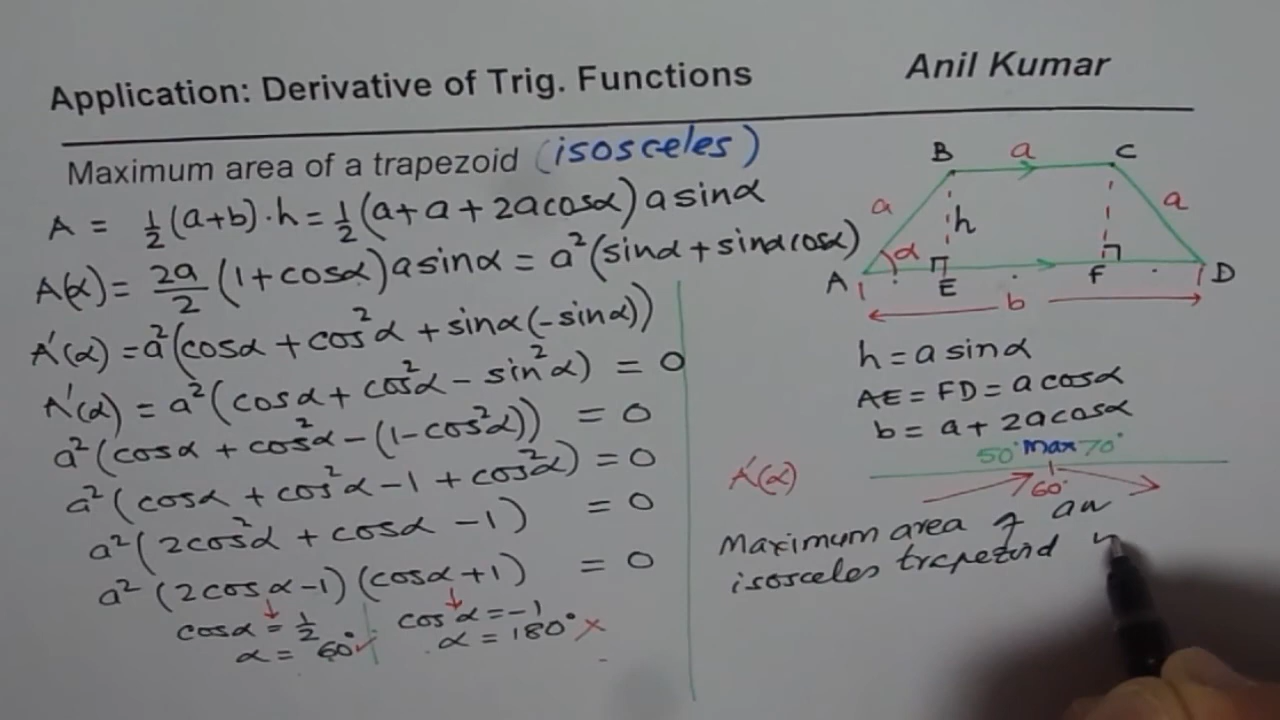 Application: Derivative of Trig. Functions
Anil Kumar
Maximum area of a trapezoid (isosceles)
A = ½(a+b)·h = ½(a+a+2acosα)asinα
A(α) = 2a/2 (1+cosα)asinα = a²(sinα+sinαcosα)
A'(α) = a²(cosα + cos²α + sinα(-sinα))
A'(α) = a²(cosα + cos²α - sin²α) = 0
a²(cosα + cos²α - (1-cos²α)) = 0
a²(cosα + cos²α - 1 + cos²α) = 0
a²(2cos²α + cosα - 1) = 0
a²(2cosα - 1)(cosα + 1) = 0
cosα = ½
α = 60° ✓
cosα = -1
α = 180° ×
B a C
a h a
α
A E F D
b
h = a sinα
AE = FD = a cosα
b = a + 2a cosα
50° Max 70°
A'(α)
60°
Maximum area of an
isosceles trapezoid